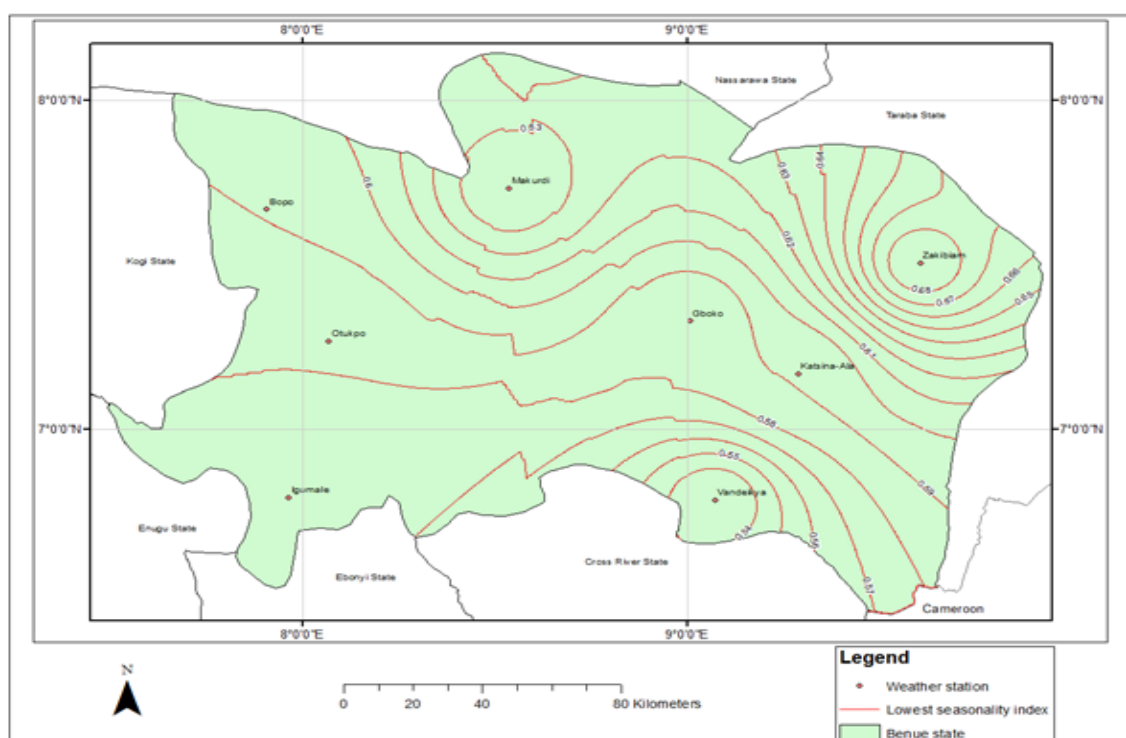 8°0'0"E 9°0'0"E
Nassarawa State
8°0'0"N 8°0'0"N
Taraba State
0.63
0.64
0.63
Makurdi
0.6
Bopo
0.62
Kogi State
Zakibiam
0.66
0.65
0.68
0.67
Gboko
Otukpo
0.61
Katsina-Ala
7°0'0"N 7°0'0"N
0.58
0.55
0.59
Igumale
Vandeikya
Enugu State
0.54
0.56
Cross River State
Ebonyi State
0.57
Cameroon
8°0'0"E 9°0'0"E
N
0 20 40 80 Kilometers
Legend
Weather station
Lowest seasonality index
Benue state